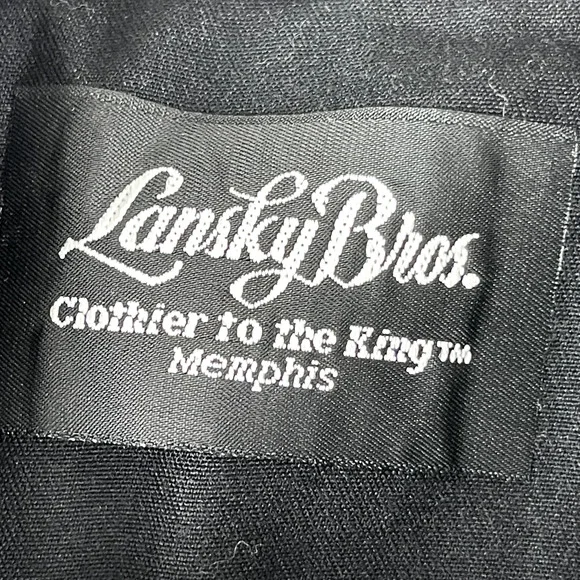 Lansky Bros.
Clothier to the King™
Memphis